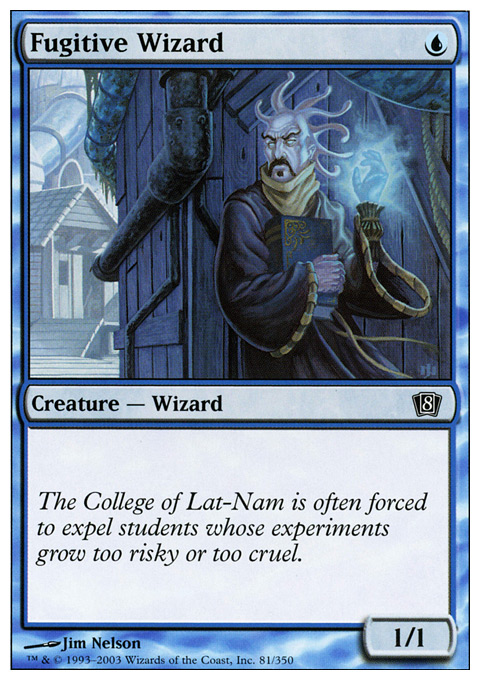 Fugitive Wizard
Creature — Wizard
8
The College of Lat-Nam is often forced
to expel students whose experiments
grow too risky or too cruel.
Jim Nelson
1/1
™ & © 1993–2003 Wizards of the Coast, Inc. 81/350